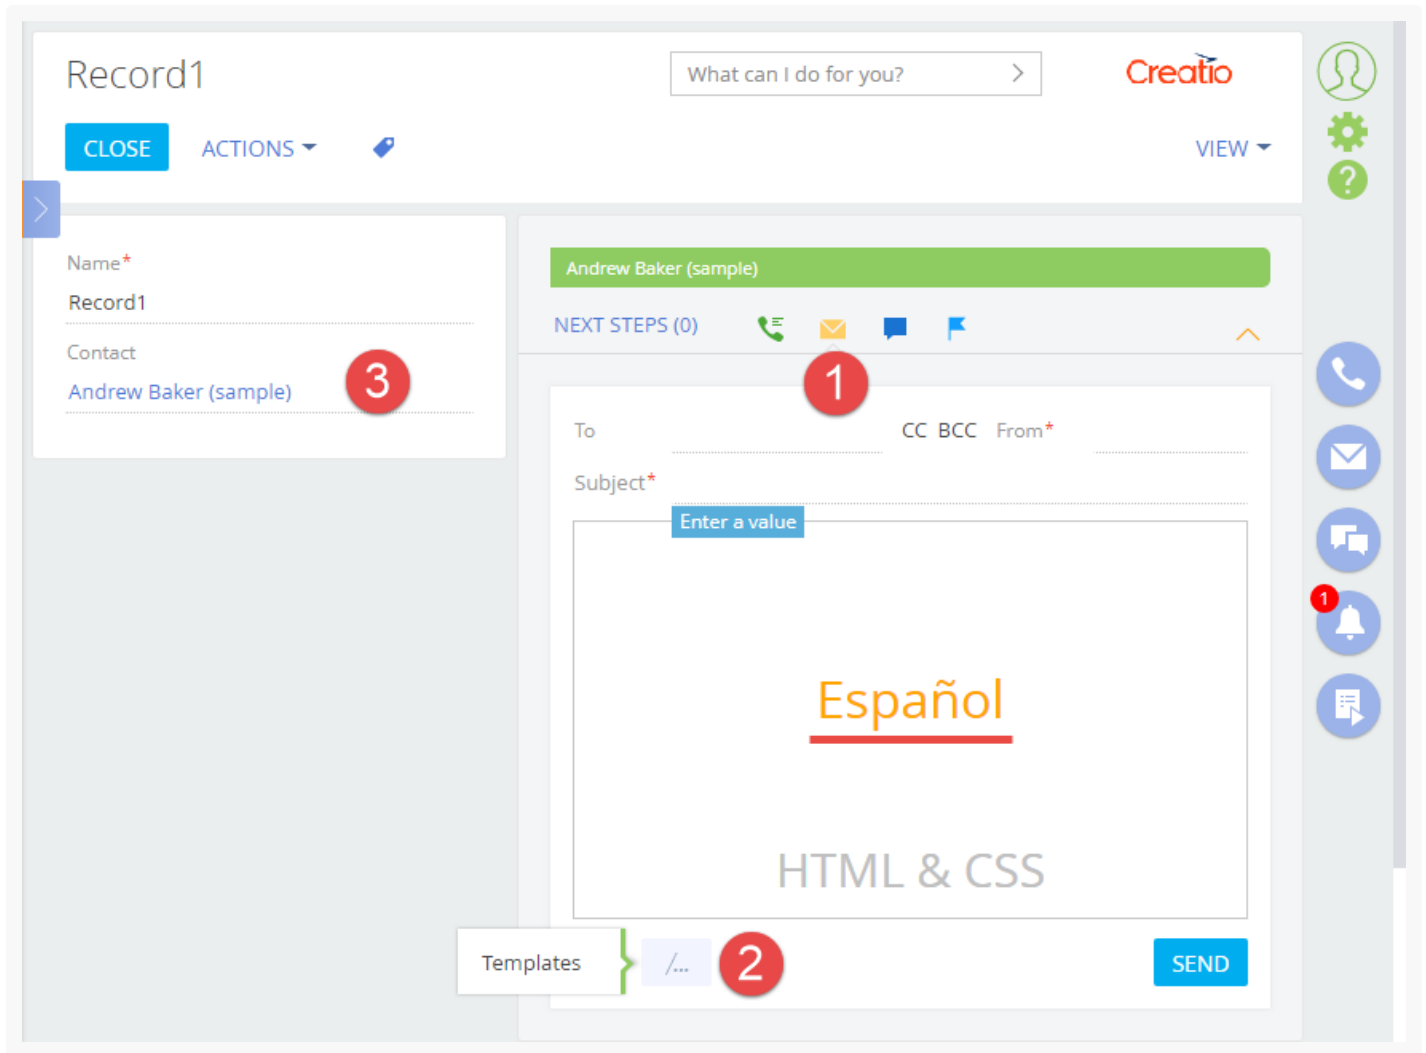 Record1
What can I do for you?
Creatio
CLOSE
ACTIONS
VIEW
Name*
Record1
Contact
Andrew Baker (sample)
3
Andrew Baker (sample)
NEXT STEPS (0)
1
To
CC BCC From*
Subject*
Enter a value
Español
HTML & CSS
Templates
/...
2
SEND
?
1